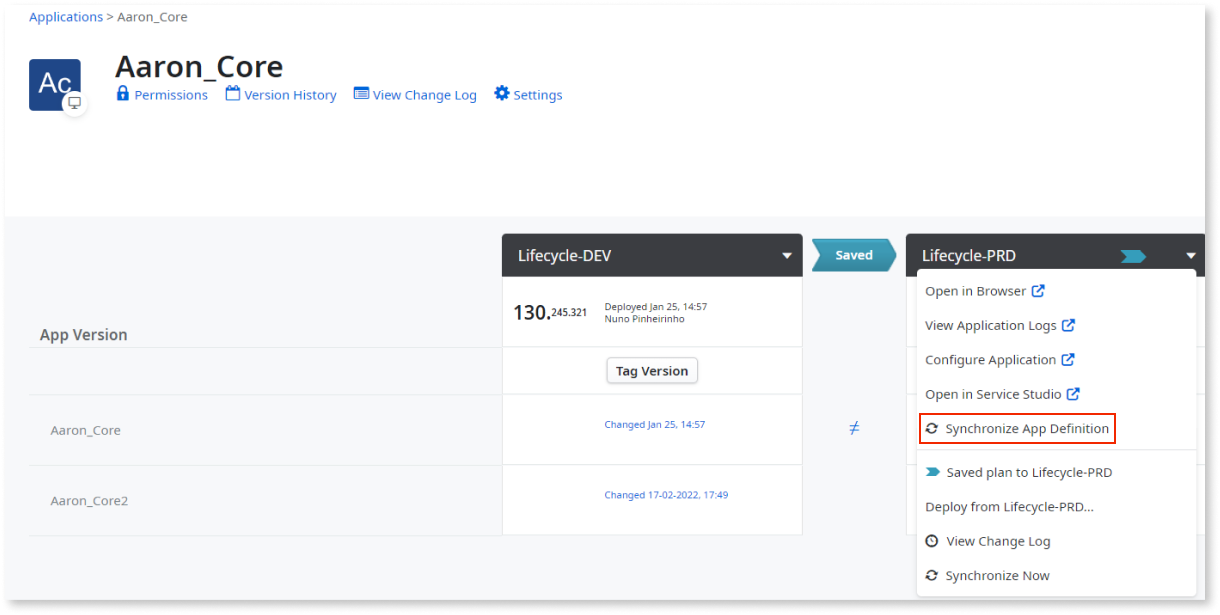 Applications > Aaron_Core
Ac
Aaron_Core
Permissions Version History View Change Log Settings
Lifecycle-DEV Saved Lifecycle-PRD
130.245.321 Deployed Jan 25, 14:57
Nuno Pinheirinho
App Version
Tag Version
Aaron_Core Changed Jan 25, 14:57 ≠
Aaron_Core2 Changed 17-02-2022, 17:49
Open in Browser
View Application Logs
Configure Application
Open in Service Studio
Synchronize App Definition
Saved plan to Lifecycle-PRD
Deploy from Lifecycle-PRD...
View Change Log
Synchronize Now